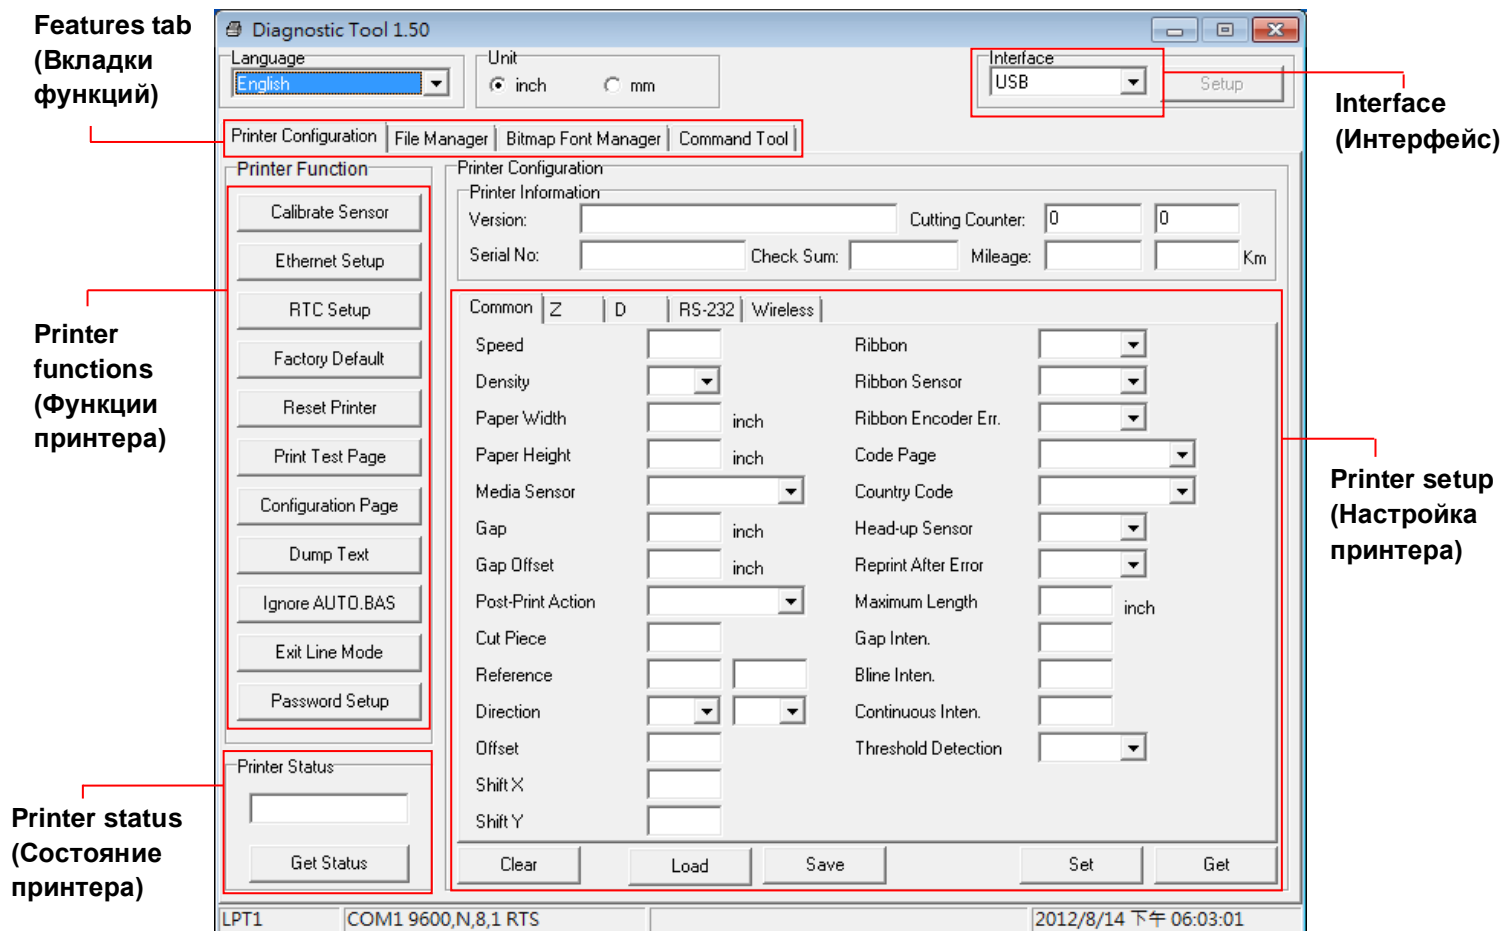 Features tab
(Вкладки
функций)
Diagnostic Tool 1.50
Language
English
Unit
inch
mm
Interface
USB
Setup
Interface
(Интерфейс)
Printer Configuration
File Manager
Bitmap Font Manager
Command Tool
Printer Function
Calibrate Sensor
Ethernet Setup
RTC Setup
Factory Default
Reset Printer
Print Test Page
Configuration Page
Dump Text
Ignore AUTO.BAS
Exit Line Mode
Password Setup
Printer
functions
(Функции
принтера)
Printer Configuration
Printer Information
Version:
Cutting Counter:
0
0
Serial No:
Check Sum:
Mileage:
Km
Common
Z
D
RS-232
Wireless
Speed
Density
Paper Width
inch
Paper Height
inch
Media Sensor
Gap
inch
Gap Offset
inch
Post-Print Action
Cut Piece
Reference
Direction
Offset
Shift X
Shift Y
Ribbon
Ribbon Sensor
Ribbon Encoder Err.
Code Page
Country Code
Head-up Sensor
Reprint After Error
Maximum Length
inch
Gap Inten.
Bline Inten.
Continuous Inten.
Threshold Detection
Printer setup
(Настройка
принтера)
Printer Status
Get Status
Printer status
(Состояние
принтера)
Clear
Load
Save
Set
Get
LPT1
COM1 9600,N,8,1 RTS
2012/8/14 下午 06:03:01